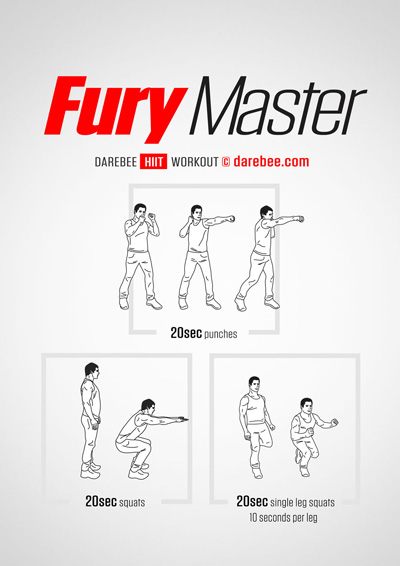 Fury Master
DAREBEE HIIT WORKOUT © darebee.com
20sec punches
20sec squats
20sec single leg squats
10 seconds per leg